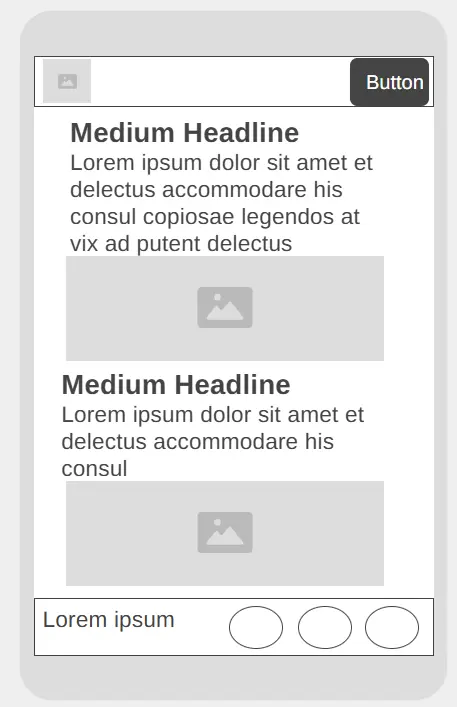 Button
Medium Headline
Lorem ipsum dolor sit amet et
delectus accommodare his
consul copiosae legendos at
vix ad putent delectus
Medium Headline
Lorem ipsum dolor sit amet et
delectus accommodare his
consul
Lorem ipsum